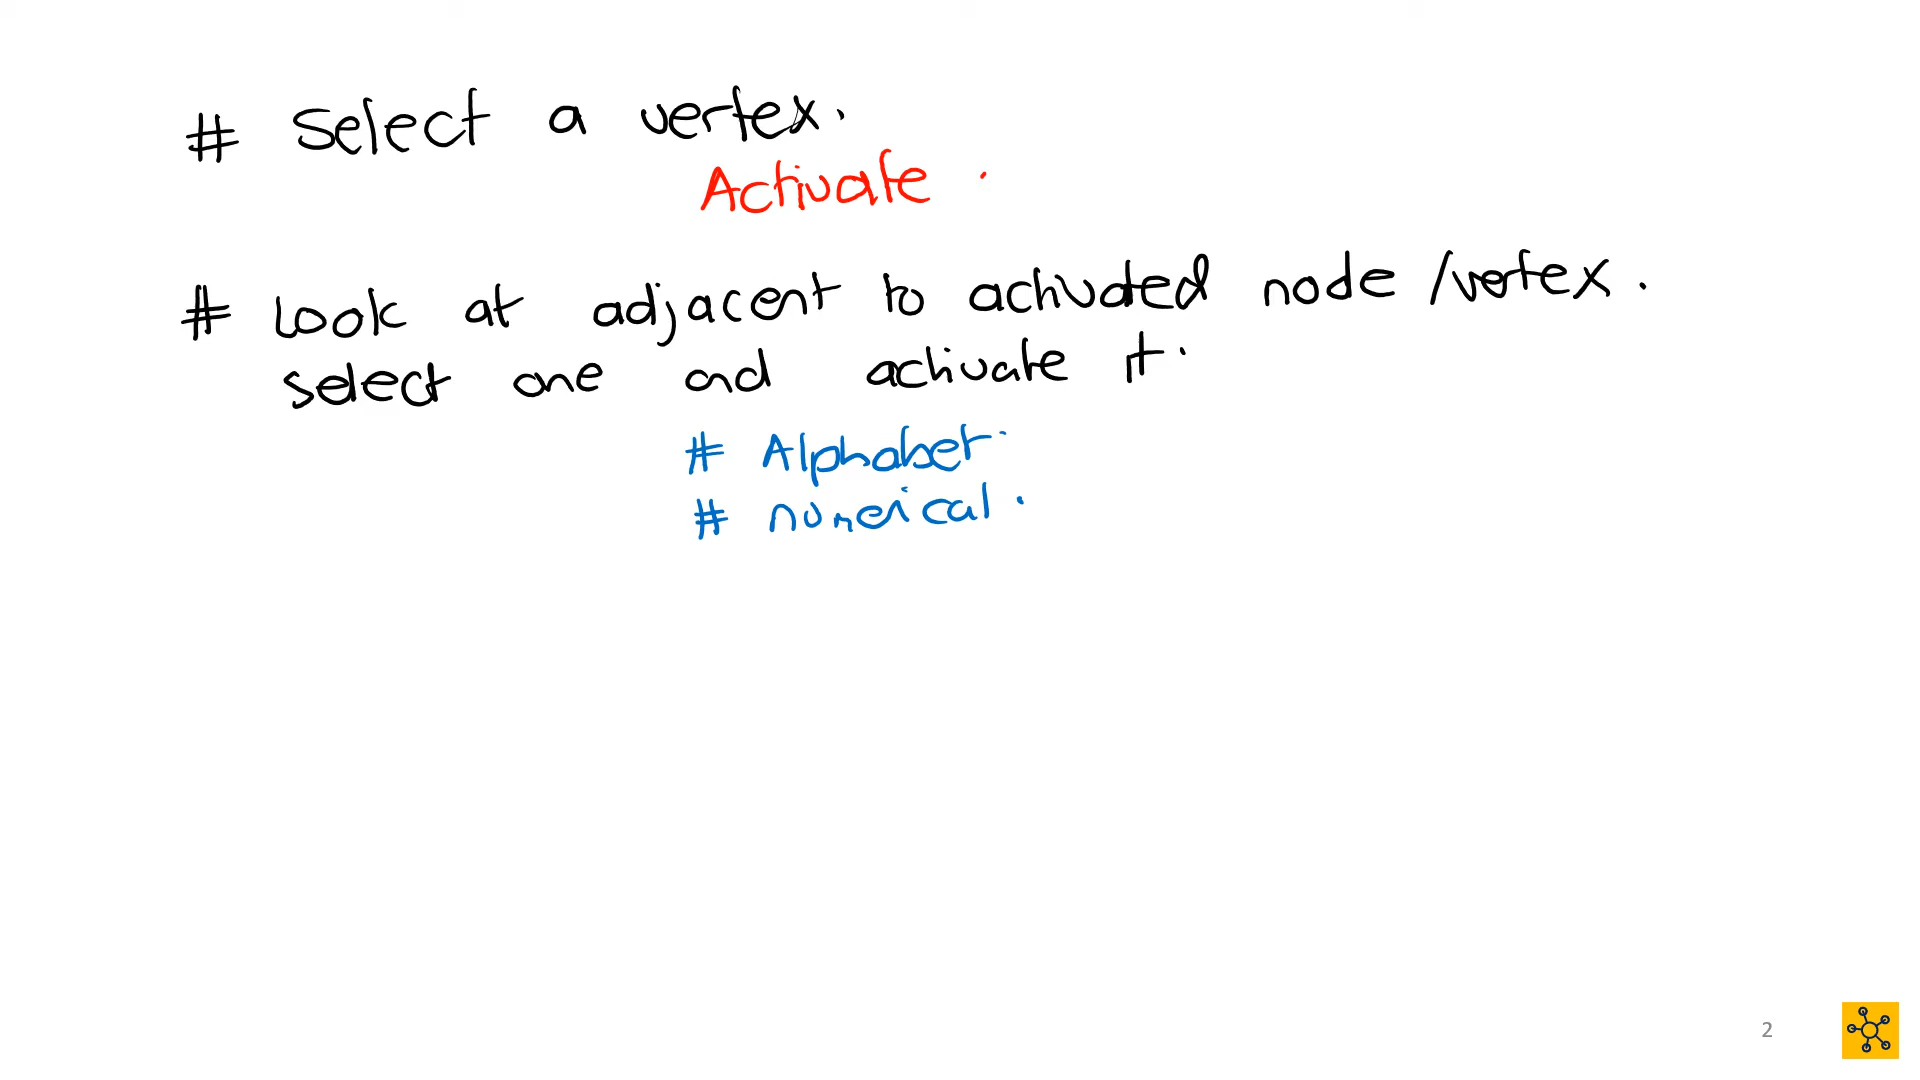 # Select a vertex.
Activate .
# Look at adjacent to activated node /vertex.
select one and activate it.
# Alphabet.
# numerical .
2